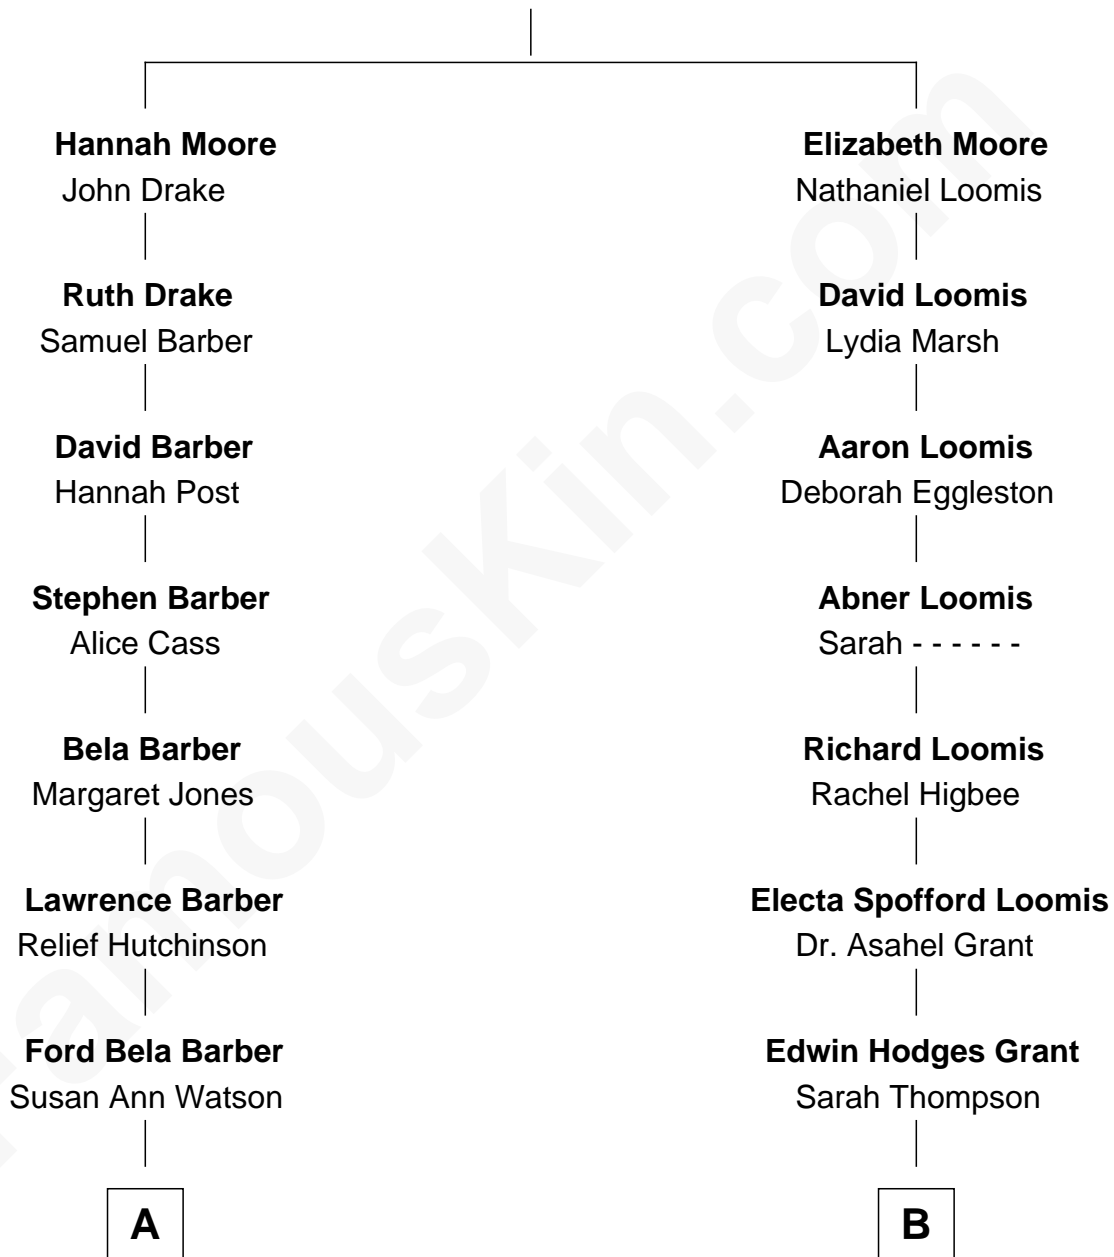 Hannah Moore
John Drake
Ruth Drake
Samuel Barber
David Barber
Hannah Post
Stephen Barber
Alice Cass
Bela Barber
Margaret Jones
Lawrence Barber
Relief Hutchinson
Ford Bela Barber
Susan Ann Watson
A
Elizabeth Moore
Nathaniel Loomis
David Loomis
Lydia Marsh
Aaron Loomis
Deborah Eggleston
Abner Loomis
Sarah - - - - - -
Richard Loomis
Rachel Higbee
Electa Spofford Loomis
Dr. Asahel Grant
Edwin Hodges Grant
Sarah Thompson
B
FamousKin.com